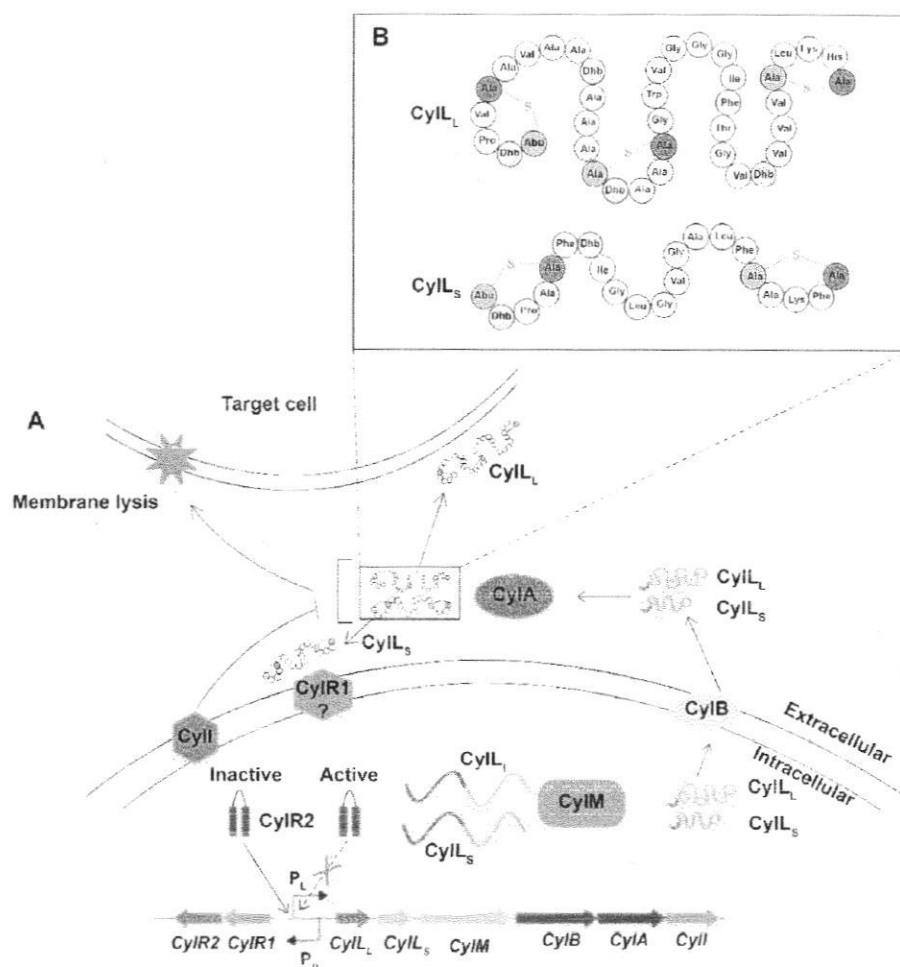 B
Leu Lys His
Gly Gly Gly
Val Ala Ala
Ala Dhb Val Ile Ala S Ala
Ala Ala Trp Phe Val
CylL_L
Val S Ala Gly Thr Val
Pro Ala S Ala Gly Val
Dhb Abu Ala Ala Val Dhb
Dhb Ala
Phe Dhb Gly Ala Leu Phe
CylL_S
S Ala Ile Val Ala S Ala
Abu Ala Gly Gly Ala Phe
Dhb Pro Leu Lys
A
Target cell
CylL_L
Membrane lysis
CylA
CylL_L
CylL_S
CylL_S
CylR1
?
CylI
CylB
Extracellular
Intracellular
Inactive Active
CylL_L
CylR2
CylM
CylL_L
CylL_S
CylL_S
P_L
P_R
CylR2 CylR1 CylL_L CylL_S CylM CylB CylA CylI